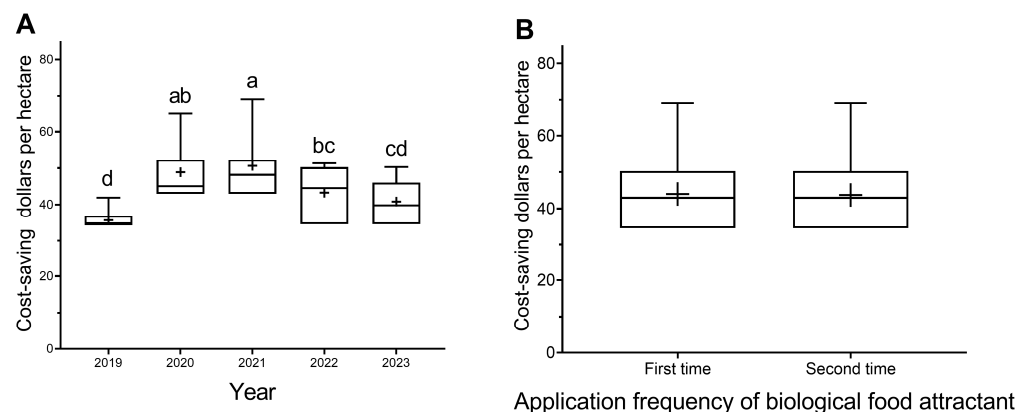 A
Cost-saving dollars per hectare
80
60
40
20
0
d
ab
a
bc
cd
2019
2020
2021
2022
2023
Year
B
Cost-saving dollars per hectare
80
60
40
20
0
First time
Second time
Application frequency of biological food attractant